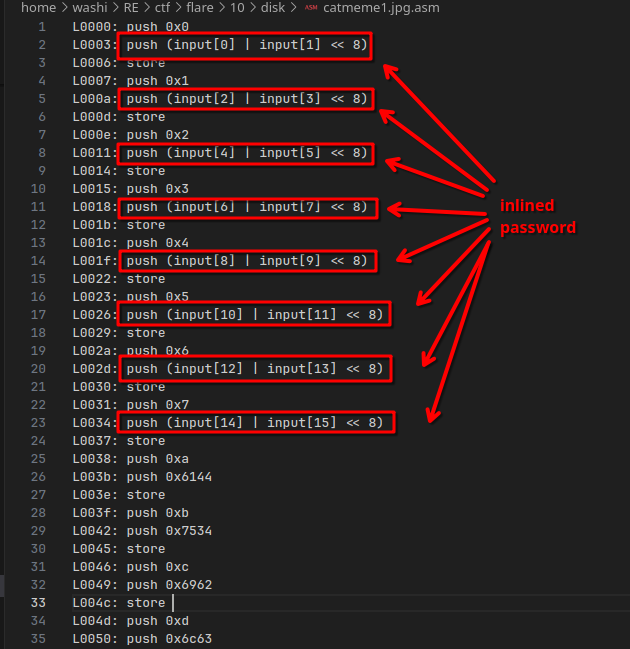 home > washi > RE > ctf > flare > 10 > disk > ASM catmeme1.jpg.asm
1 L0000: push 0x0
2 L0003: push (input[0] | input[1] << 8)
3 L0006: store
4 L0007: push 0x1
5 L000a: push (input[2] | input[3] << 8)
6 L000d: store
7 L000e: push 0x2
8 L0011: push (input[4] | input[5] << 8)
9 L0014: store
10 L0015: push 0x3
11 L0018: push (input[6] | input[7] << 8)
12 L001b: store
13 L001c: push 0x4
14 L001f: push (input[8] | input[9] << 8)
15 L0022: store
16 L0023: push 0x5
17 L0026: push (input[10] | input[11] << 8)
18 L0029: store
19 L002a: push 0x6
20 L002d: push (input[12] | input[13] << 8)
21 L0030: store
22 L0031: push 0x7
23 L0034: push (input[14] | input[15] << 8)
24 L0037: store
25 L0038: push 0xa
26 L003b: push 0x6144
27 L003e: store
28 L003f: push 0xb
29 L0042: push 0x7534
30 L0045: store
31 L0046: push 0xc
32 L0049: push 0x6962
33 L004c: store
34 L004d: push 0xd
35 L0050: push 0x6c63
inlined
password